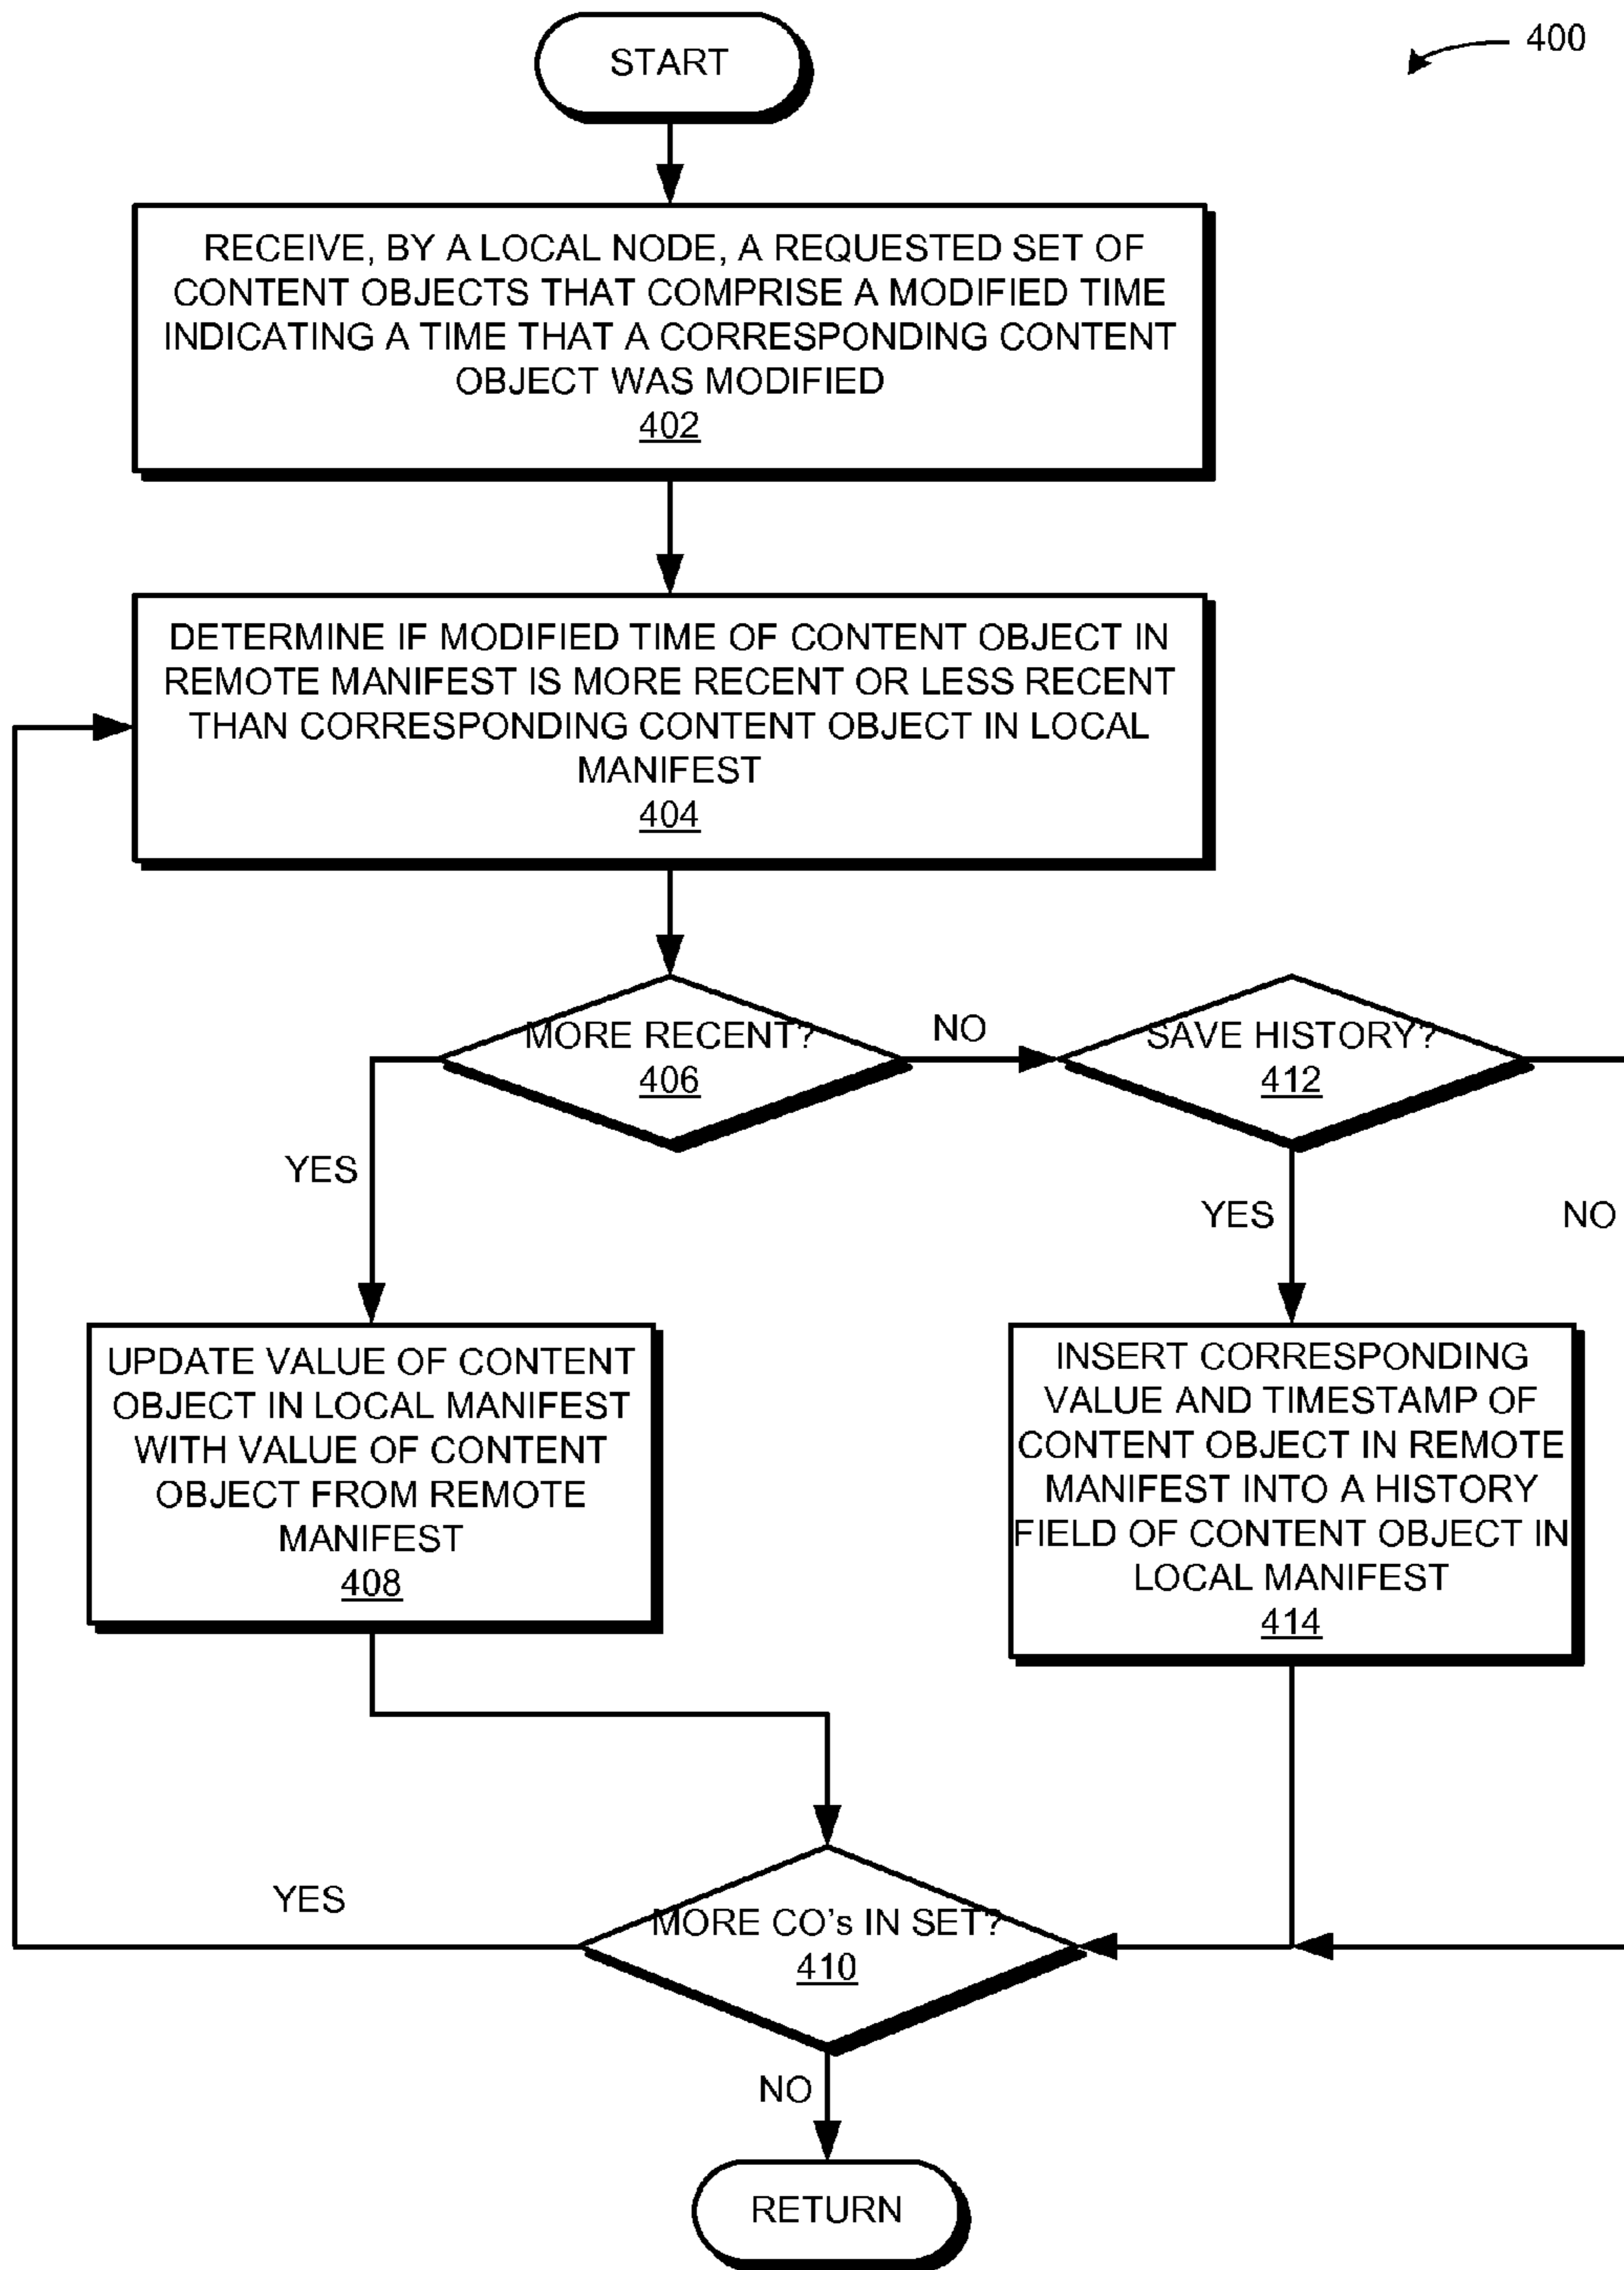 START
400
RECEIVE, BY A LOCAL NODE, A REQUESTED SET OF
CONTENT OBJECTS THAT COMPRISE A MODIFIED TIME
INDICATING A TIME THAT A CORRESPONDING CONTENT
OBJECT WAS MODIFIED
402
DETERMINE IF MODIFIED TIME OF CONTENT OBJECT IN
REMOTE MANIFEST IS MORE RECENT OR LESS RECENT
THAN CORRESPONDING CONTENT OBJECT IN LOCAL
MANIFEST
404
MORE RECENT?
406
NO
SAVE HISTORY?
412
YES
YES
NO
UPDATE VALUE OF CONTENT
OBJECT IN LOCAL MANIFEST
WITH VALUE OF CONTENT
OBJECT FROM REMOTE
MANIFEST
408
INSERT CORRESPONDING
VALUE AND TIMESTAMP OF
CONTENT OBJECT IN REMOTE
MANIFEST INTO A HISTORY
FIELD OF CONTENT OBJECT IN
LOCAL MANIFEST
414
YES
MORE CO's IN SET?
410
NO
RETURN